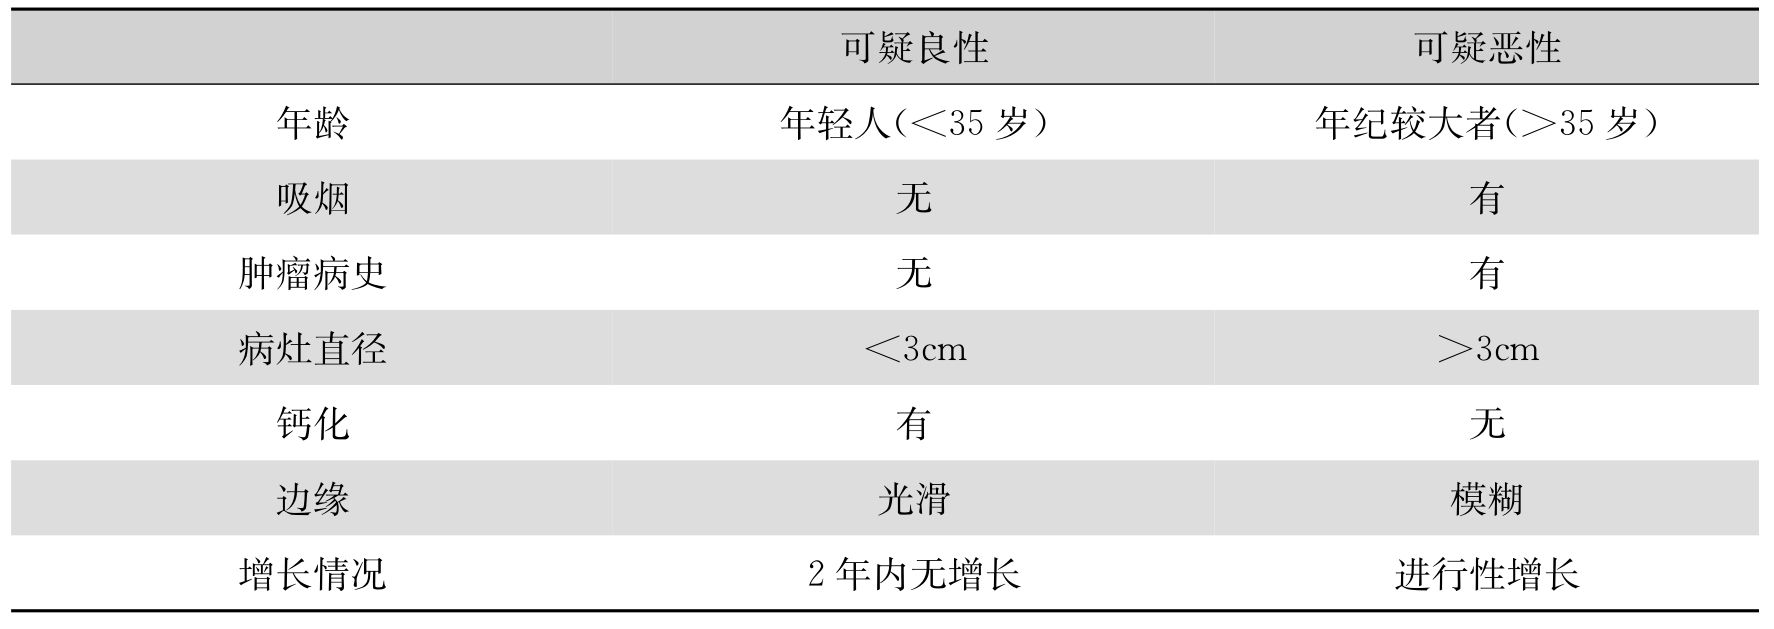 可疑良性 可疑恶性
年龄 年轻人(＜35 岁) 年纪较大者(＞35 岁)
吸烟 无 有
肿瘤病史 无 有
病灶直径 ＜3cm ＞3cm
钙化 有 无
边缘 光滑 模糊
增长情况 2 年内无增长 进行性增长